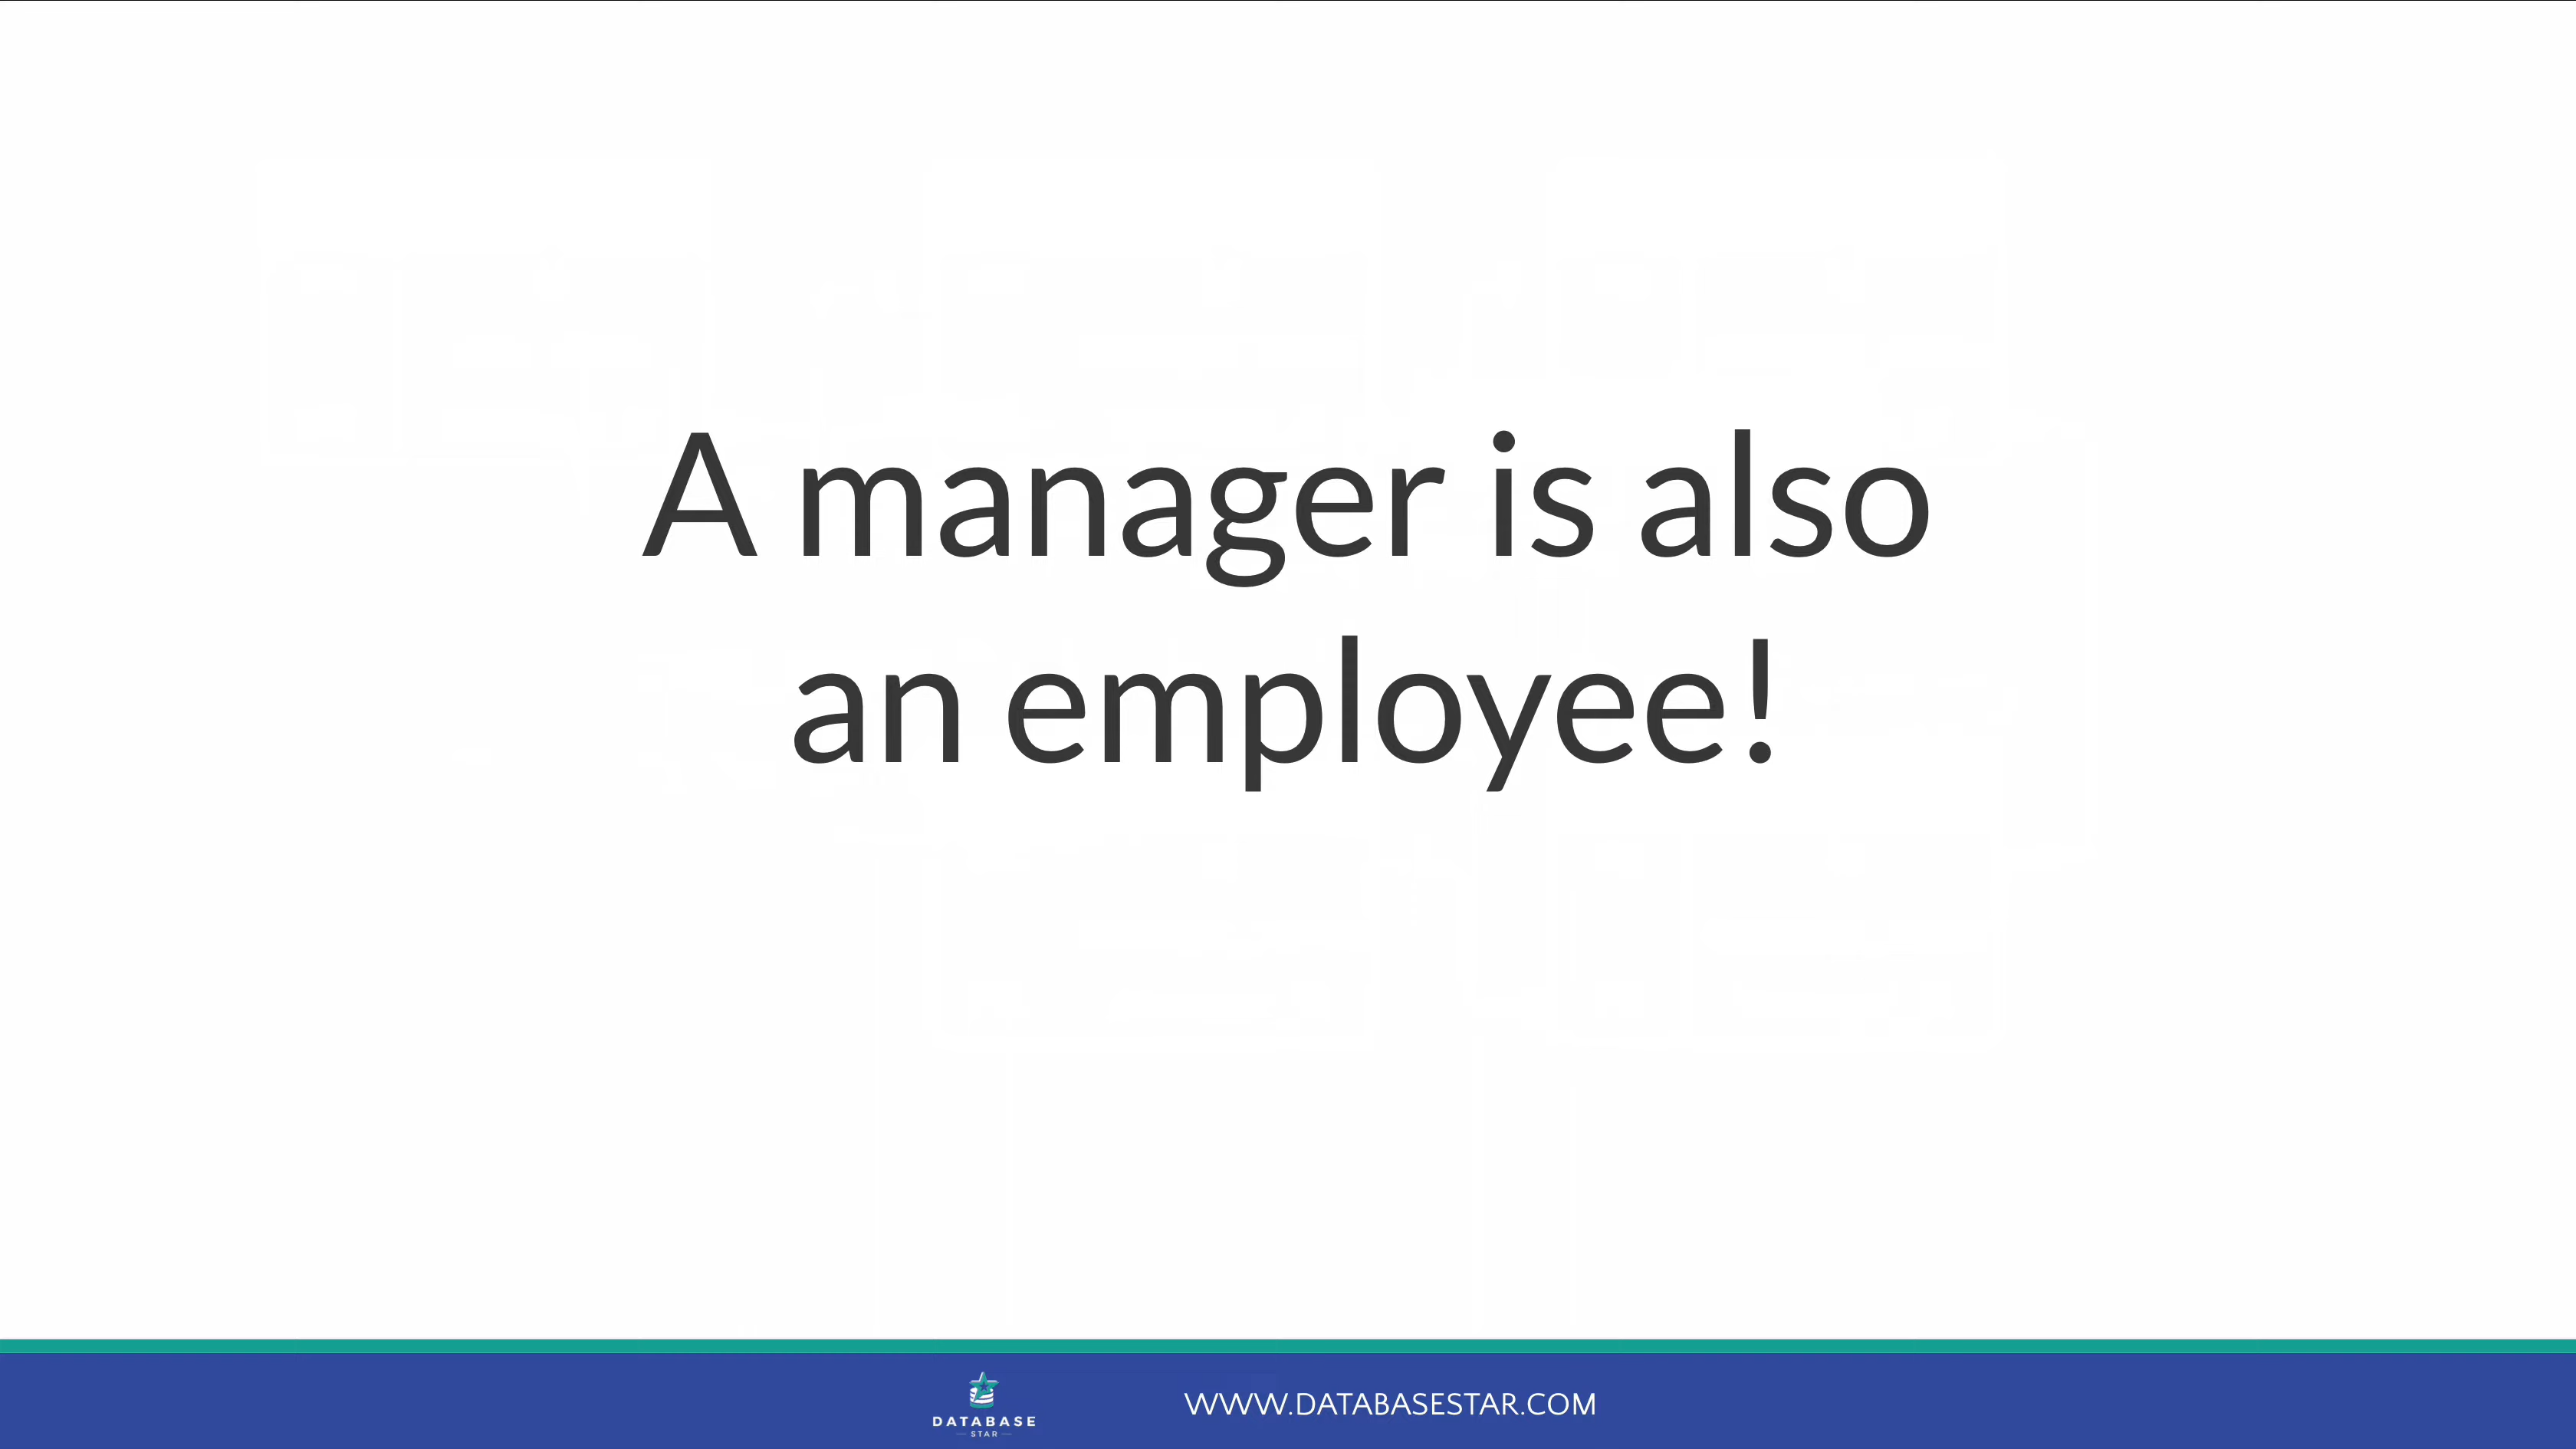 A manager is also
an employee!
DATABASE
STAR
WWW.DATABASESTAR.COM